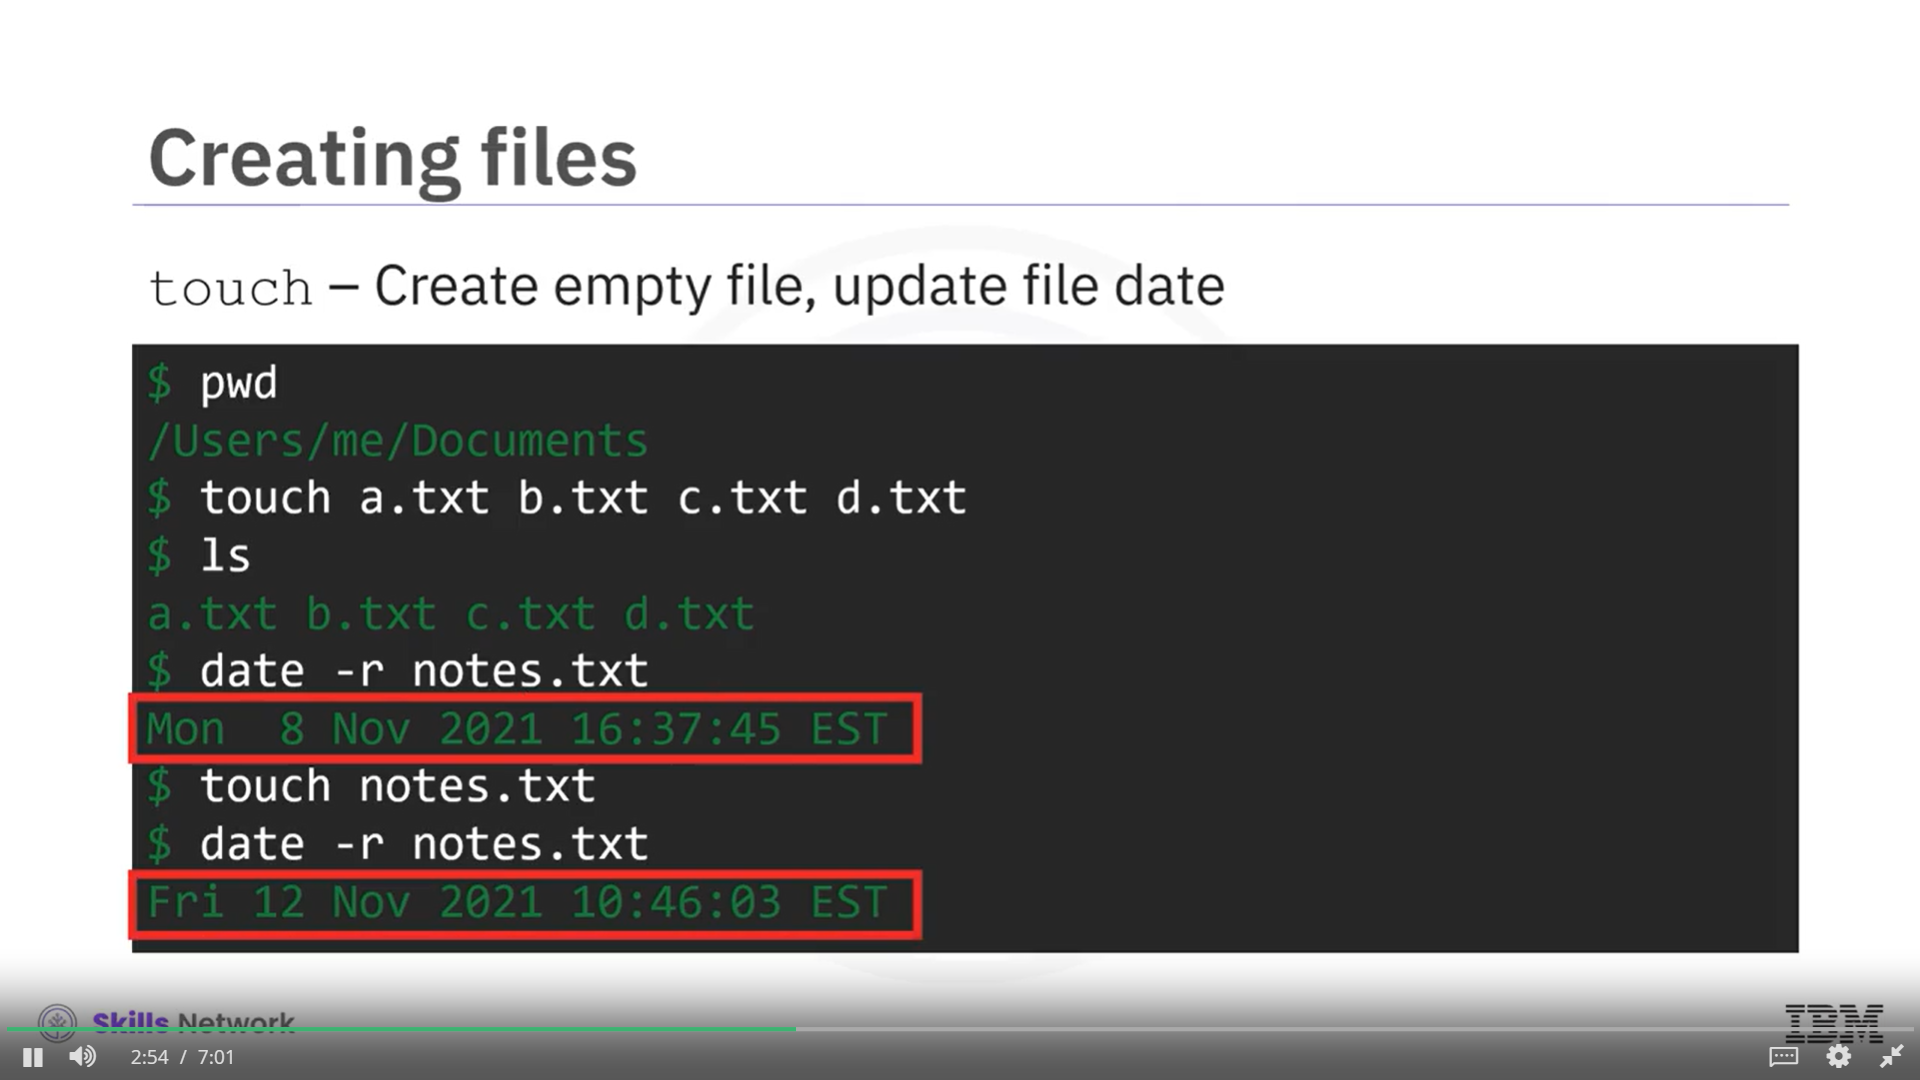 Creating files
touch – Create empty file, update file date
$ pwd
/Users/me/Documents
$ touch a.txt b.txt c.txt d.txt
$ ls
a.txt b.txt c.txt d.txt
$ date -r notes.txt
Mon  8 Nov 2021 16:37:45 EST
$ touch notes.txt
$ date -r notes.txt
Fri 12 Nov 2021 10:46:03 EST
Skills Network
IBM
2:54 / 7:01